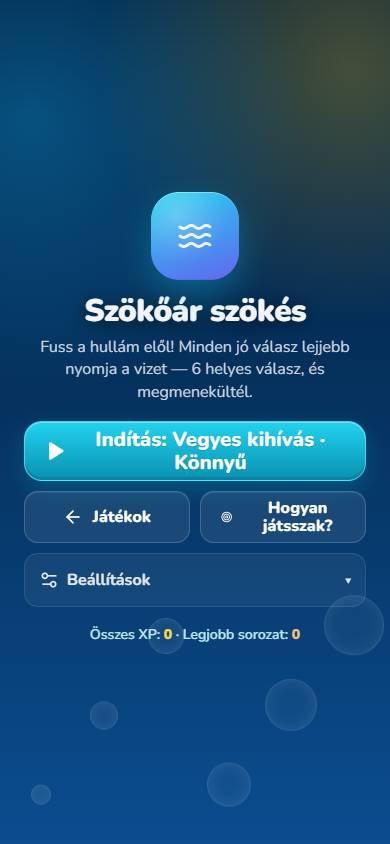 Szökőár szökés
Fuss a hullám elől! Minden jó válasz lejjebb
nyomja a vizet — 6 helyes válasz, és
megmenekültél.
Indítás: Vegyes kihívás ·
Könnyű
Játékok
Hogyan
játsszak?
Beállítások
Összes XP: 0 · Legjobb sorozat: 0